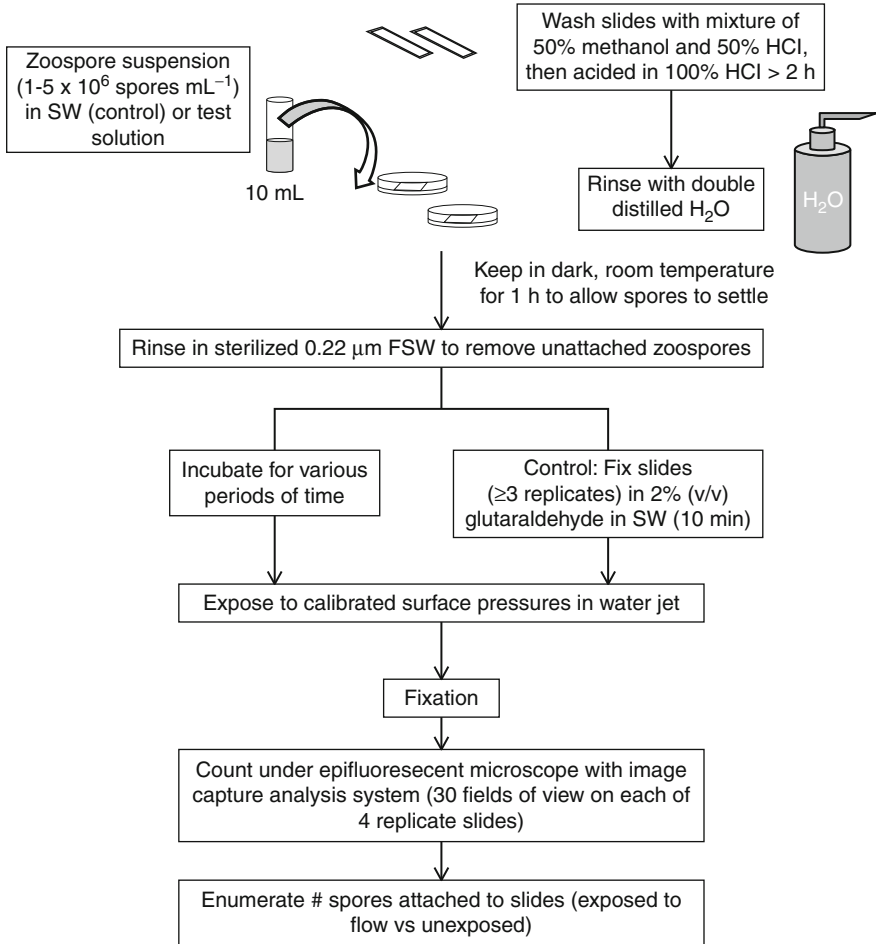 Zoospore suspension
(1-5 x 10⁶ spores mL⁻¹)
in SW (control) or test
solution
10 mL
Wash slides with mixture of
50% methanol and 50% HCl,
then acided in 100% HCl > 2 h
Rinse with double
distilled H₂O
H₂O
Keep in dark, room temperature
for 1 h to allow spores to settle
Rinse in sterilized 0.22 μm FSW to remove unattached zoospores
Incubate for various
periods of time
Control: Fix slides
(≥3 replicates) in 2% (v/v)
glutaraldehyde in SW (10 min)
Expose to calibrated surface pressures in water jet
Fixation
Count under epifluoresecent microscope with image
capture analysis system (30 fields of view on each of
4 replicate slides)
Enumerate # spores attached to slides (exposed to
flow vs unexposed)